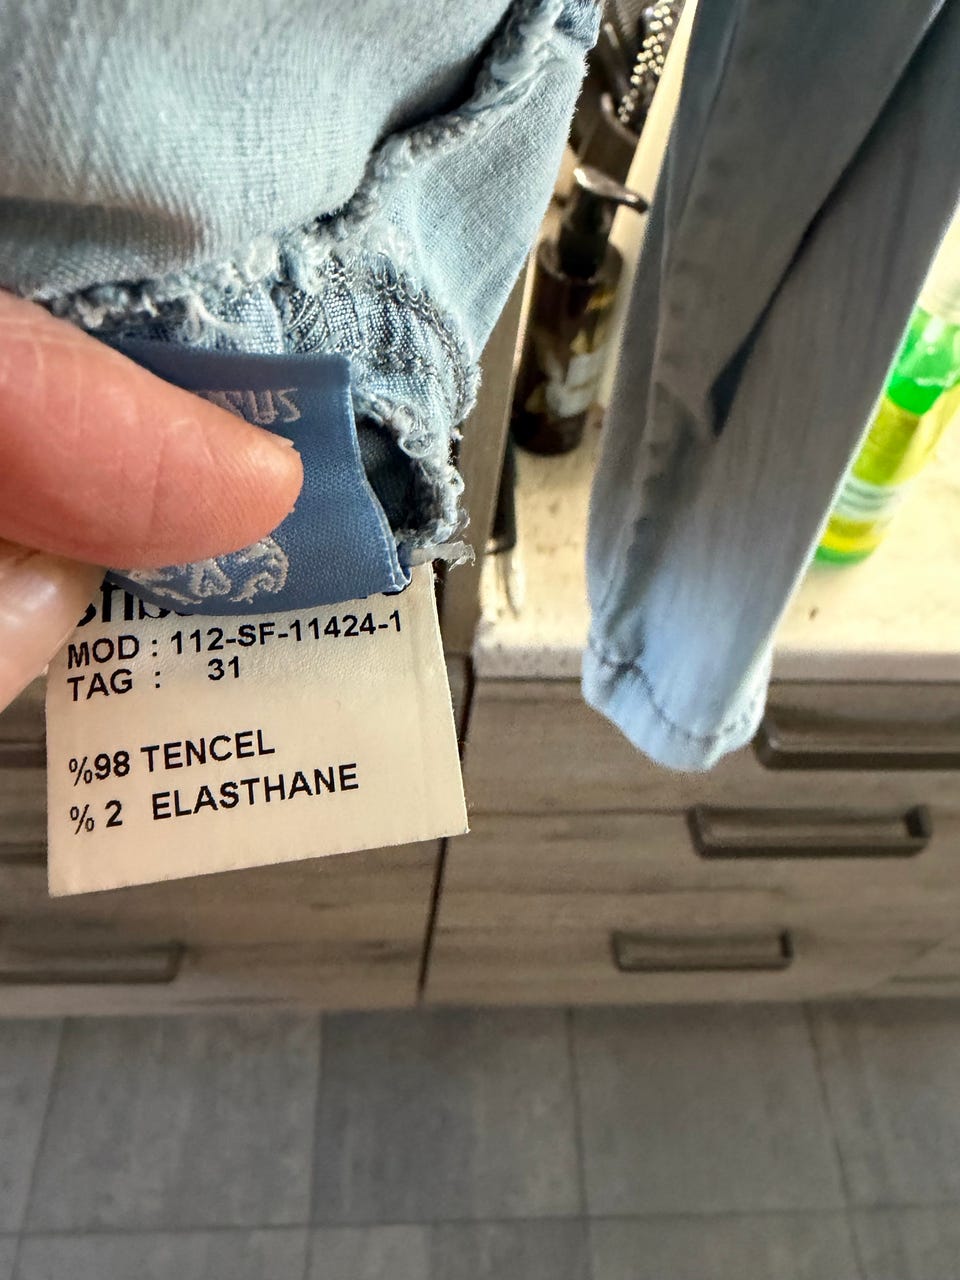 MOD : 112-SF-11424-1
TAG : 31
%98 TENCEL
% 2 ELASTHANE